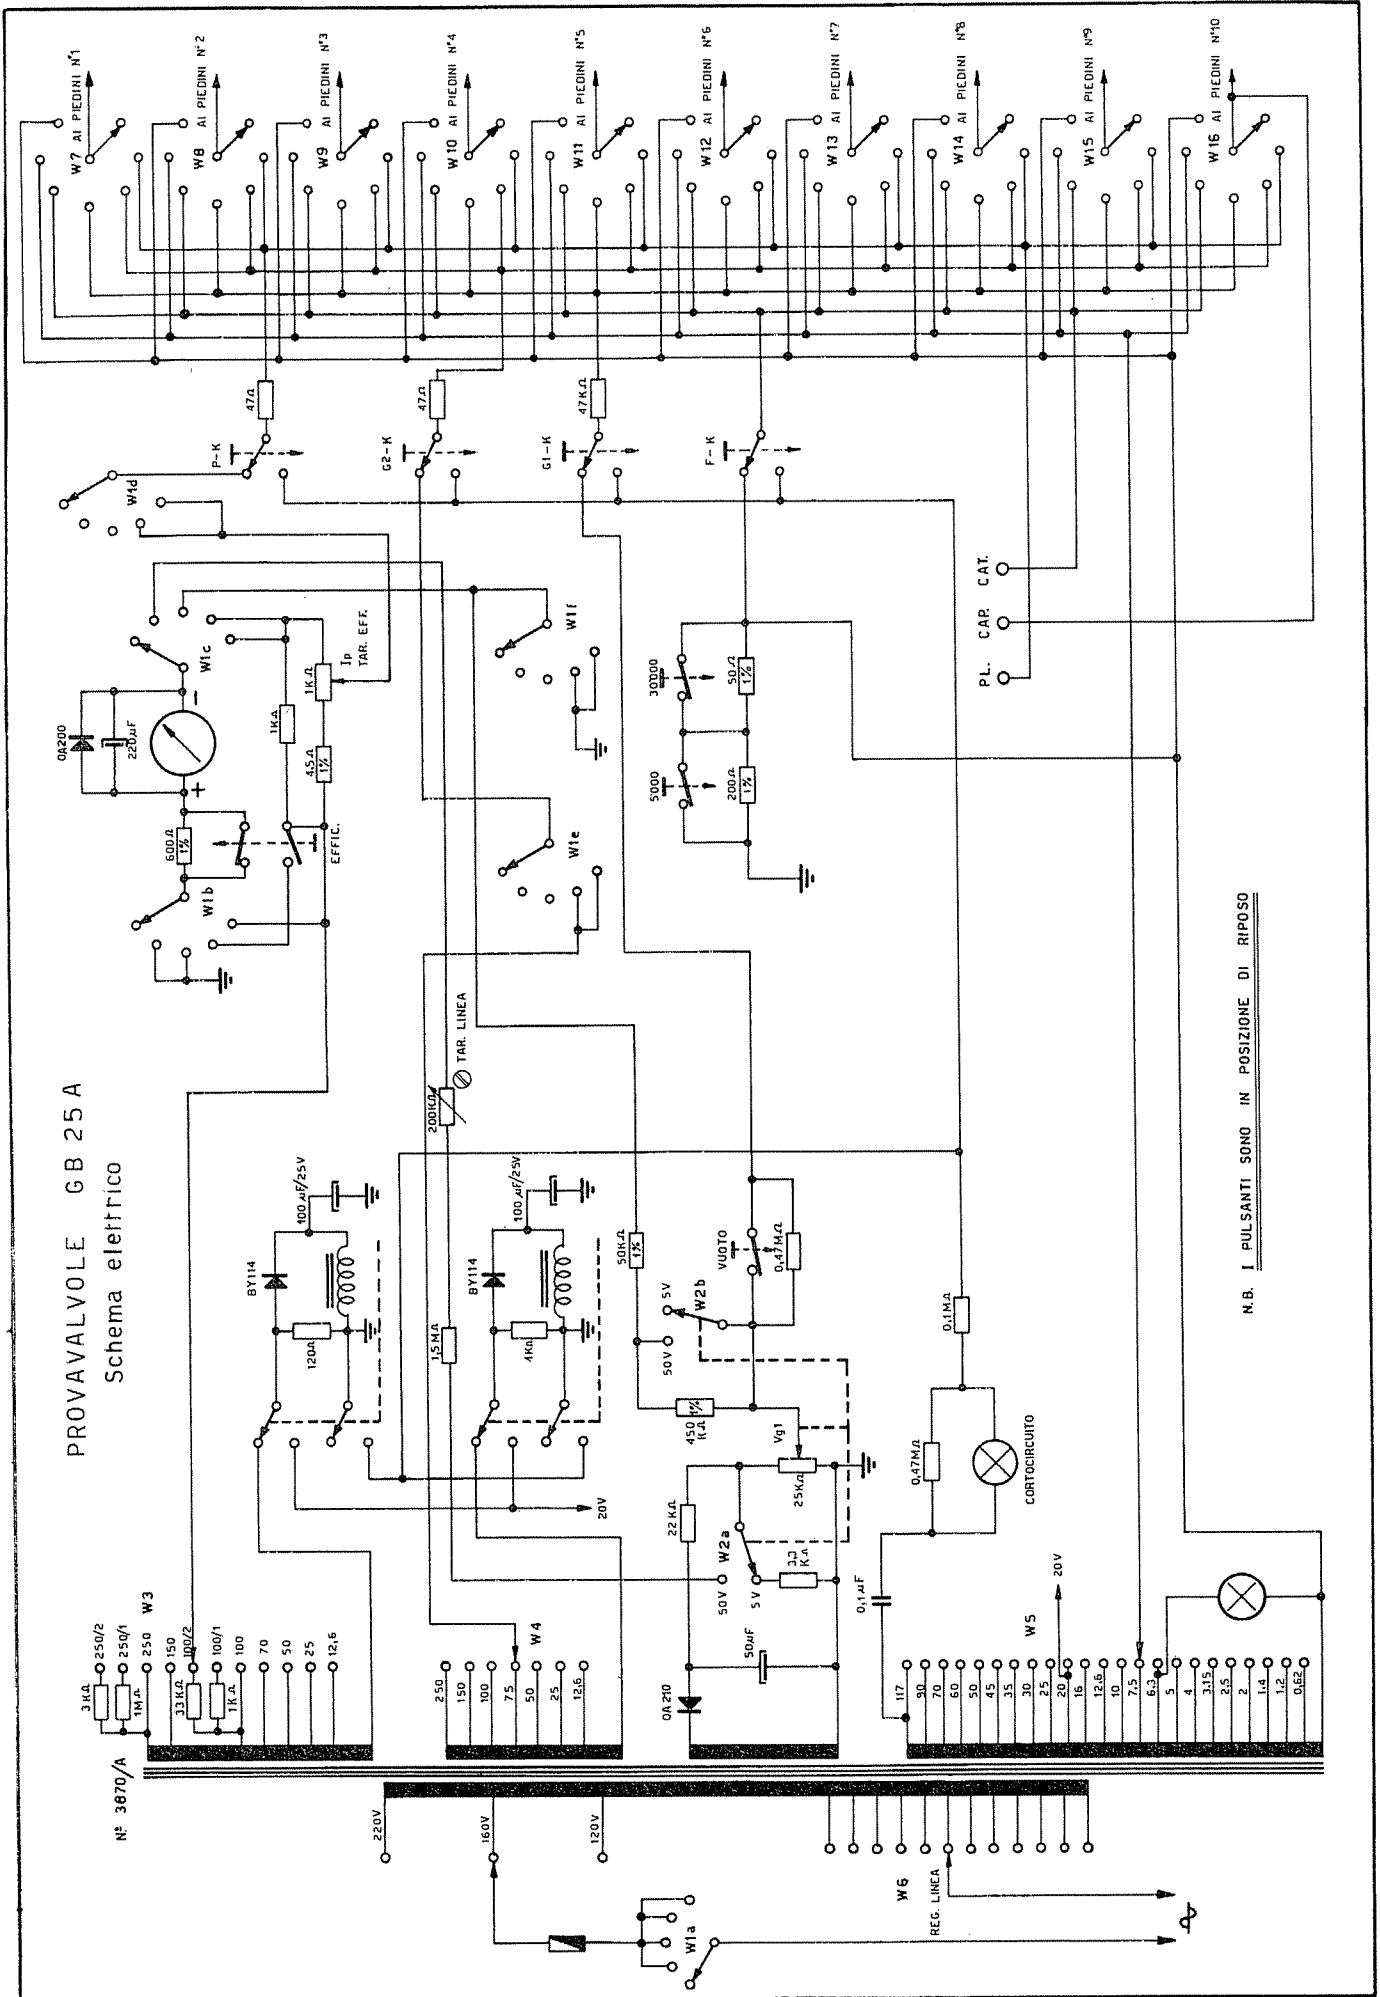 PROVAVALVOLE GB 25 A
Schema elettrico
N° 3870/A
AI PIEDINI N°1
AI PIEDINI N°2
AI PIEDINI N°3
AI PIEDINI N°4
AI PIEDINI N°5
AI PIEDINI N°6
AI PIEDINI N°7
AI PIEDINI N°8
AI PIEDINI N°9
AI PIEDINI N°10
W7
W8
W9
W10
W11
W12
W13
W14
W15
W16
47Ω
47Ω
47KΩ
P-K
G2-K
G1-K
F-K
W1d
W1c
W1b
W1f
W1e
OA200
220µF
+
-
600Ω
1%
EFFIC.
1KΩ
1KΩ
4,5Ω
1%
Ip
TAR. EFF.
30'000
5'000
50Ω
1%
200Ω
1%
PL.
CAP.
CAT.
200KΩ
TAR. LINEA
1,5MΩ
100µF/25V
BY114
120Ω
100µF/25V
BY114
4KΩ
20V
50KΩ
1%
50V
5V
W2b
VUOTO
0,47MΩ
450
KΩ
1%
Vg1
25KΩ
22KΩ
W2a
50V
5V
3,3
KΩ
50µF
OA210
0,1MΩ
0,47MΩ
CORTOCIRCUITO
0,1µF
W3
250/2
250/1
250
150
100/2
100/1
100
70
50
25
12,6
3KΩ
1MΩ
33KΩ
1KΩ
W4
250
150
100
75
50
25
12,6
W5
20V
117
90
70
60
50
45
35
30
25
20
16
12,6
10
7,5
6,3
5
4
3,15
2,5
2
1,4
1,2
0,62
220V
160V
120V
W6
REG. LINEA
W1a
N.B. I PULSANTI SONO IN POSIZIONE DI RIPOSO